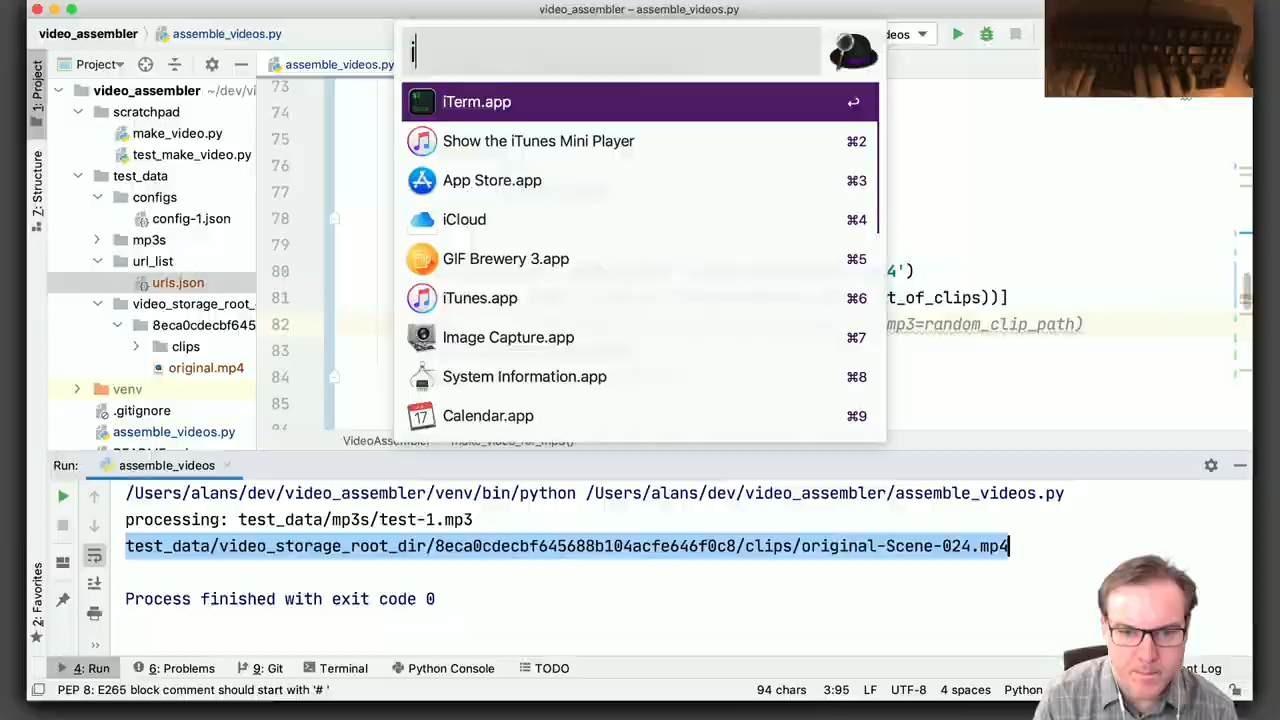 video_assembler – assemble_videos.py
video_assembler
assemble_videos.py
i
eos
1: Project
Project
assemble_videos.py
73
iTerm.app
video_assembler ~/dev/vi
scratchpad
74
make_video.py
75
Show the iTunes Mini Player
⌘2
test_make_video.py
76
test_data
77
App Store.app
⌘3
configs
config-1.json
78
iCloud
⌘4
mp3s
79
Z: Structure
url_list
80
GIF Brewery 3.app
⌘5
4')
urls.json
81
iTunes.app
⌘6
t_of_clips))]
video_storage_root_
8eca0cdecbf645
82
mp3=random_clip_path)
clips
83
Image Capture.app
⌘7
original.mp4
84
System Information.app
⌘8
venv
85
.gitignore
Calendar.app
⌘9
assemble_videos.py
VideoAssembler
Run:
assemble_videos
/Users/alans/dev/video_assembler/venv/bin/python /Users/alans/dev/video_assembler/assemble_videos.py
processing: test_data/mp3s/test-1.mp3
test_data/video_storage_root_dir/8eca0cdecbf645688b104acfe646f0c8/clips/original-Scene-024.mp4
Process finished with exit code 0
2: Favorites
4: Run
6: Problems
9: Git
Terminal
Python Console
TODO
nt Log
PEP 8: E265 block comment should start with '# '
94 chars
3:95
LF
UTF-8
4 spaces
Python